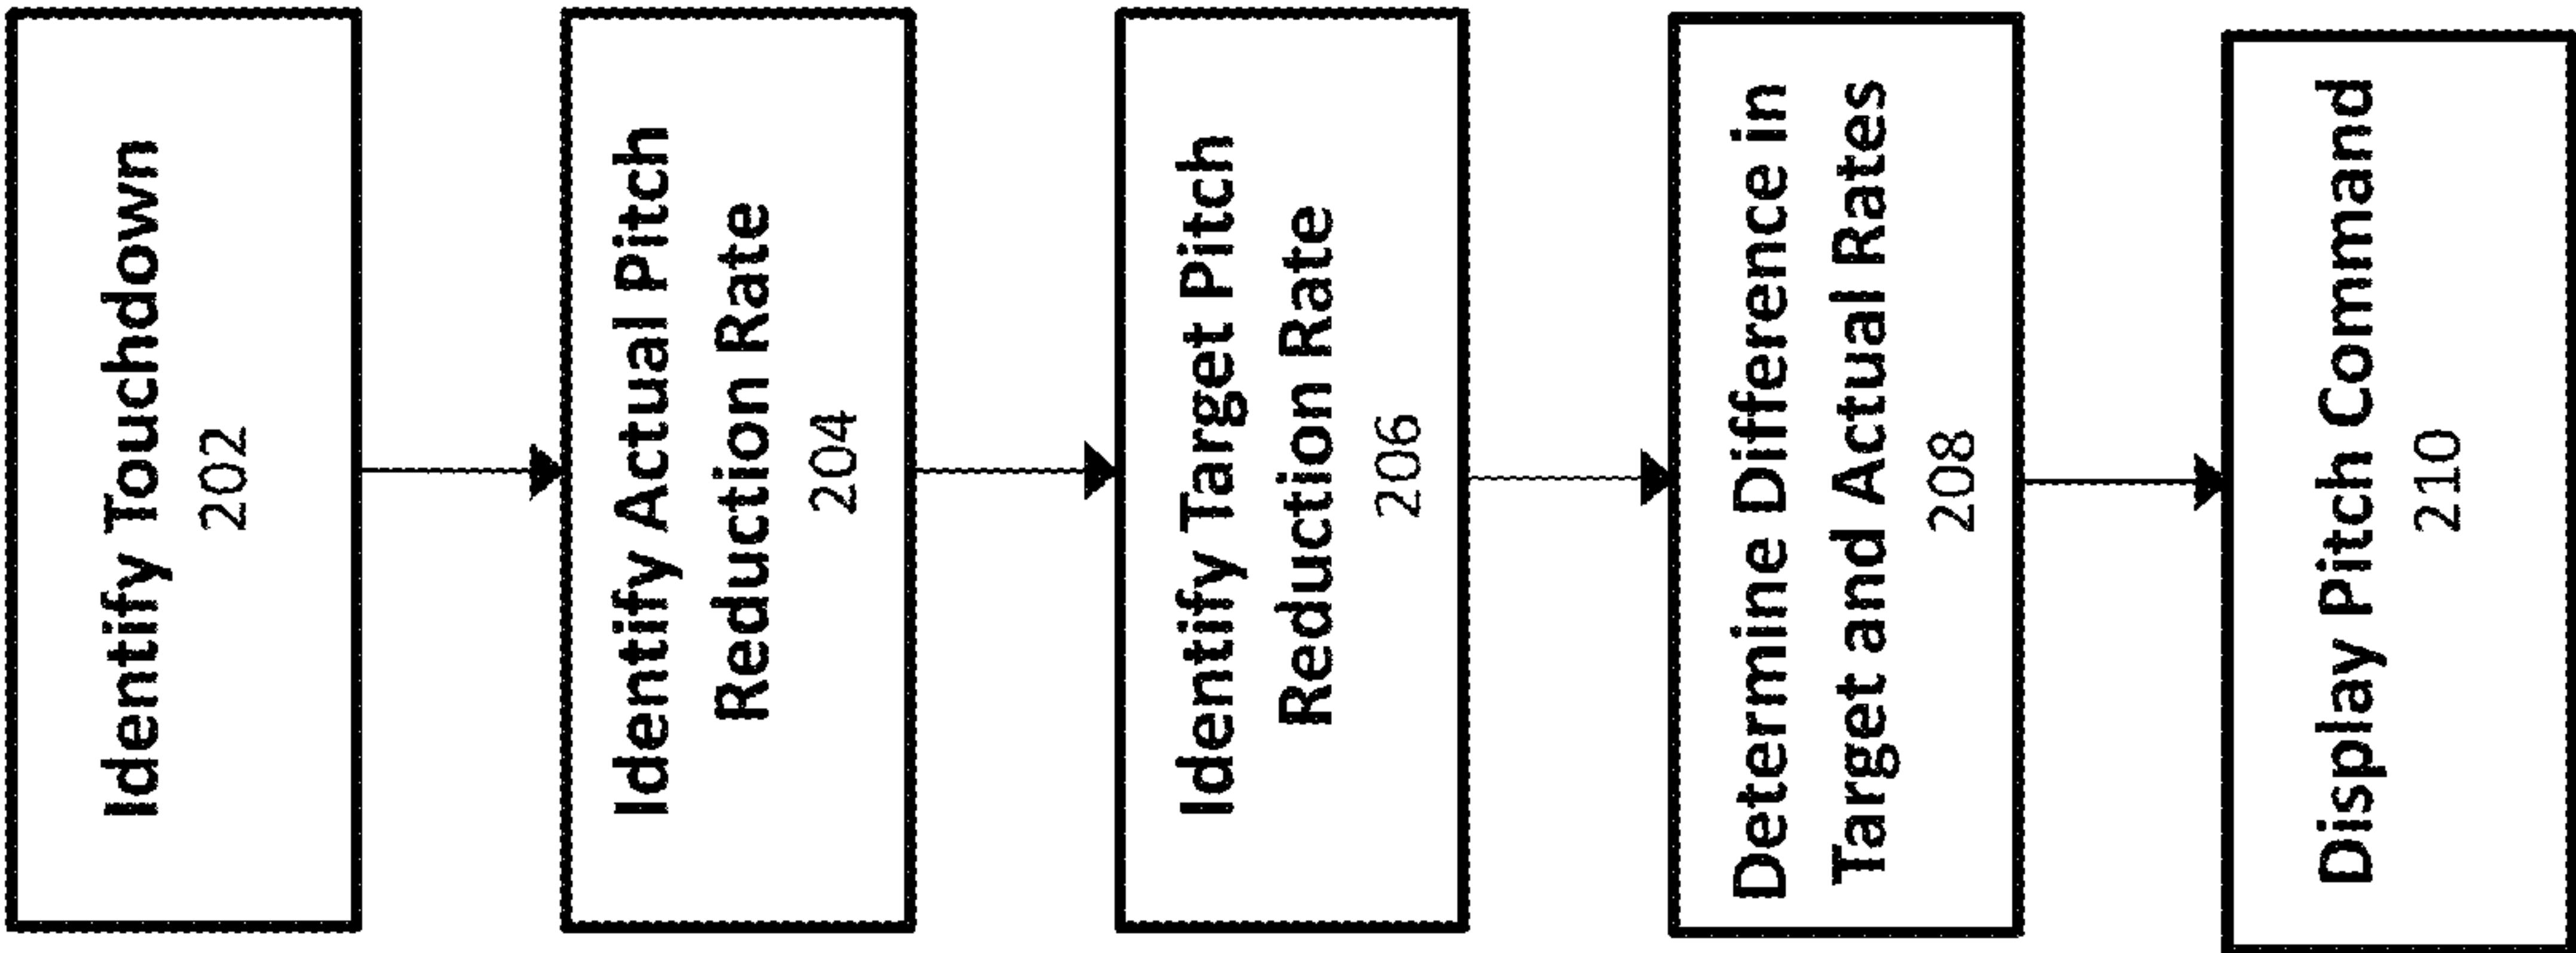 Identify Touchdown
202
Identify Actual Pitch
Reduction Rate
204
Identify Target Pitch
Reduction Rate
206
Determine Difference in
Target and Actual Rates
208
Display Pitch Command
210